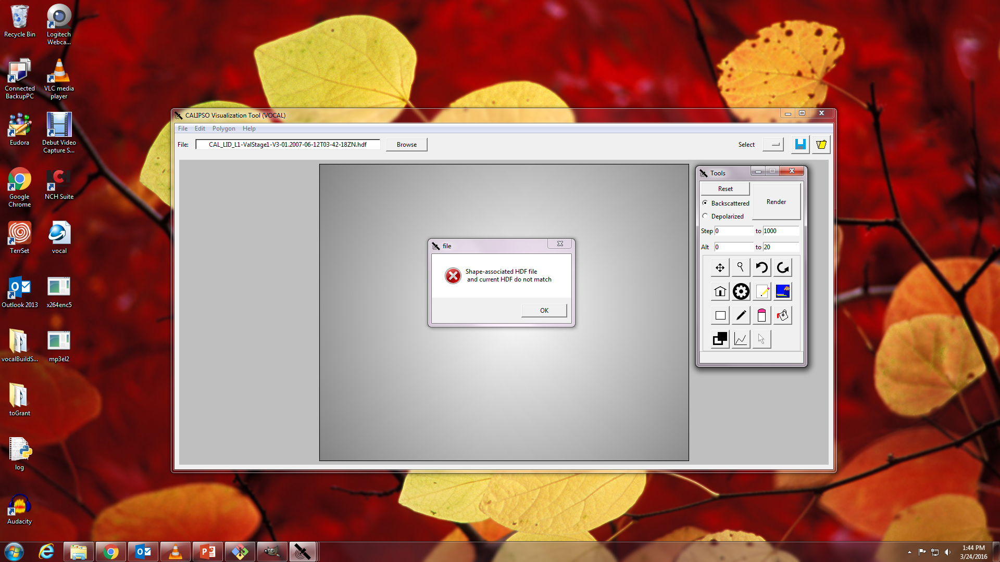 Recycle Bin
Logitech
Webca...
Connected
BackupPC
VLC media
player
Eudora
Debut Video
Capture S...
Google
Chrome
NCH
NCH Suite
TerrSet
vocal
Outlook 2013
x264enc5
vocalBuildS...
mp3el2
toGrant
log
Audacity
CALIPSO Visualization Tool (VOCAL)
File Edit Polygon Help
File: CAL_LID_L1-ValStage1-V3-01.2007-06-12T03-42-18ZN.hdf Browse Select
file
Shape-associated HDF file
and current HDF do not match
OK
Tools
Reset
Render
Backscattered
Depolarized
Step 0 to 1000
Alt 0 to 20
1:44 PM
3/24/2016